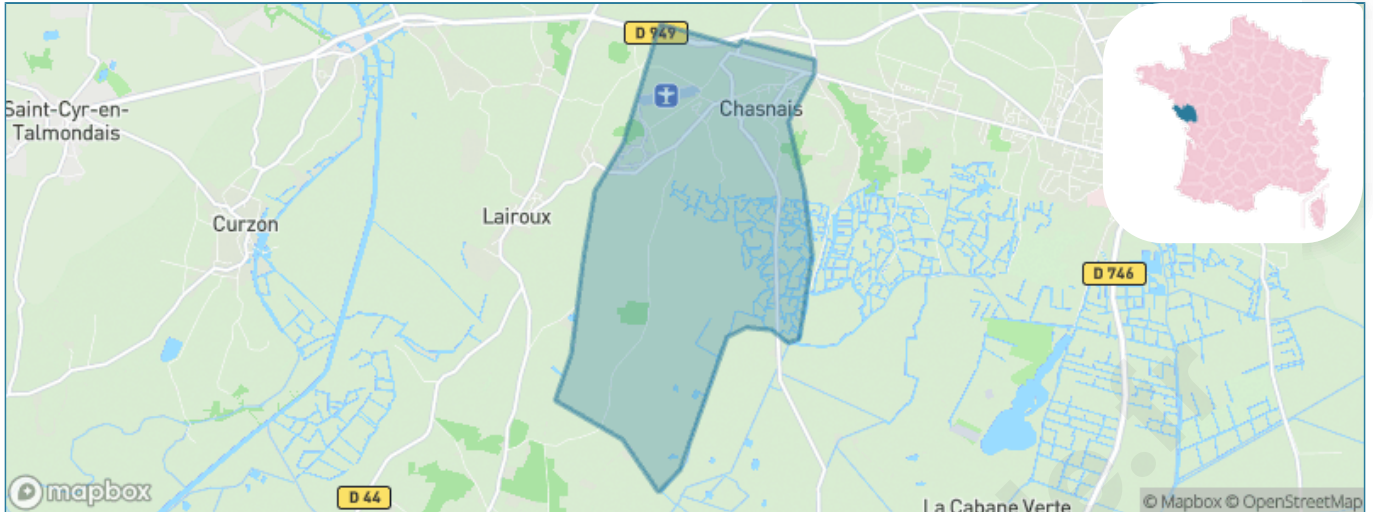 D 949
Saint-Cyr-en-
Talmondais
Chasnais
Lairoux
Curzon
D 746
D 44
La Cabane Verte
mapbox
© Mapbox © OpenStreetMap